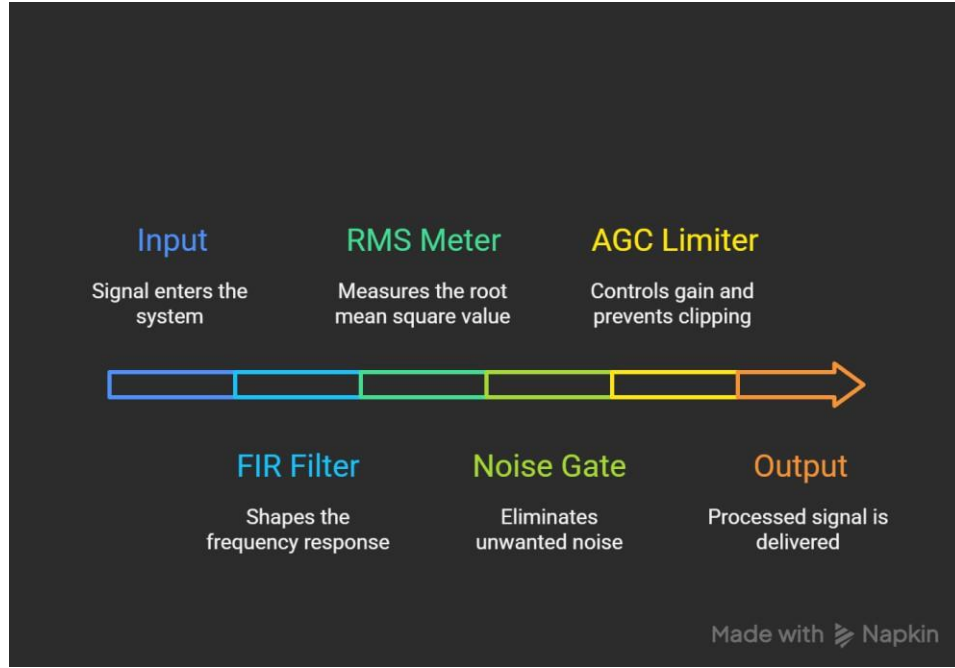 Input
Signal enters the
system
FIR Filter
Shapes the
frequency response
RMS Meter
Measures the root
mean square value
Noise Gate
Eliminates
unwanted noise
AGC Limiter
Controls gain and
prevents clipping
Output
Processed signal is
delivered
Made with Napkin